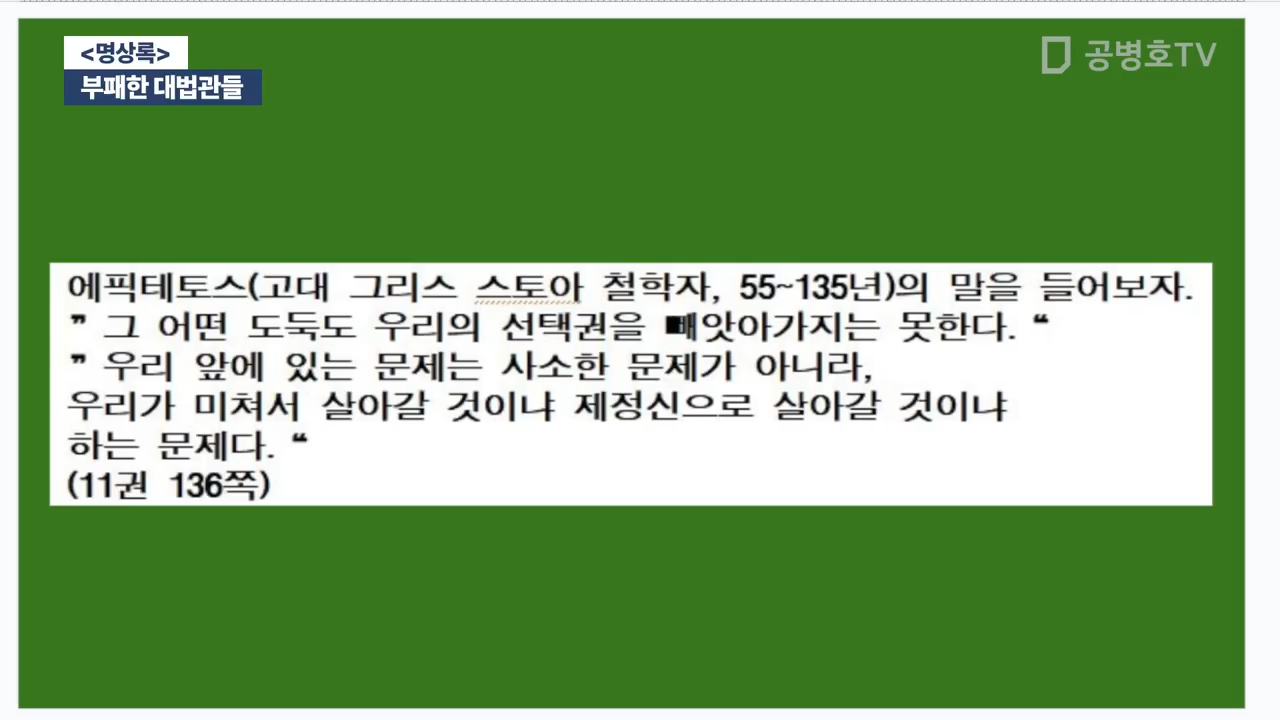 <명상록>
부패한 대법관들
공병호TV
에픽테토스(고대 그리스 스토아 철학자, 55~135년)의 말을 들어보자.
” 그 어떤 도둑도 우리의 선택권을 빼앗아가지는 못한다. “
” 우리 앞에 있는 문제는 사소한 문제가 아니라,
우리가 미쳐서 살아갈 것이냐 제정신으로 살아갈 것이냐
하는 문제다. “
(11권 136쪽)